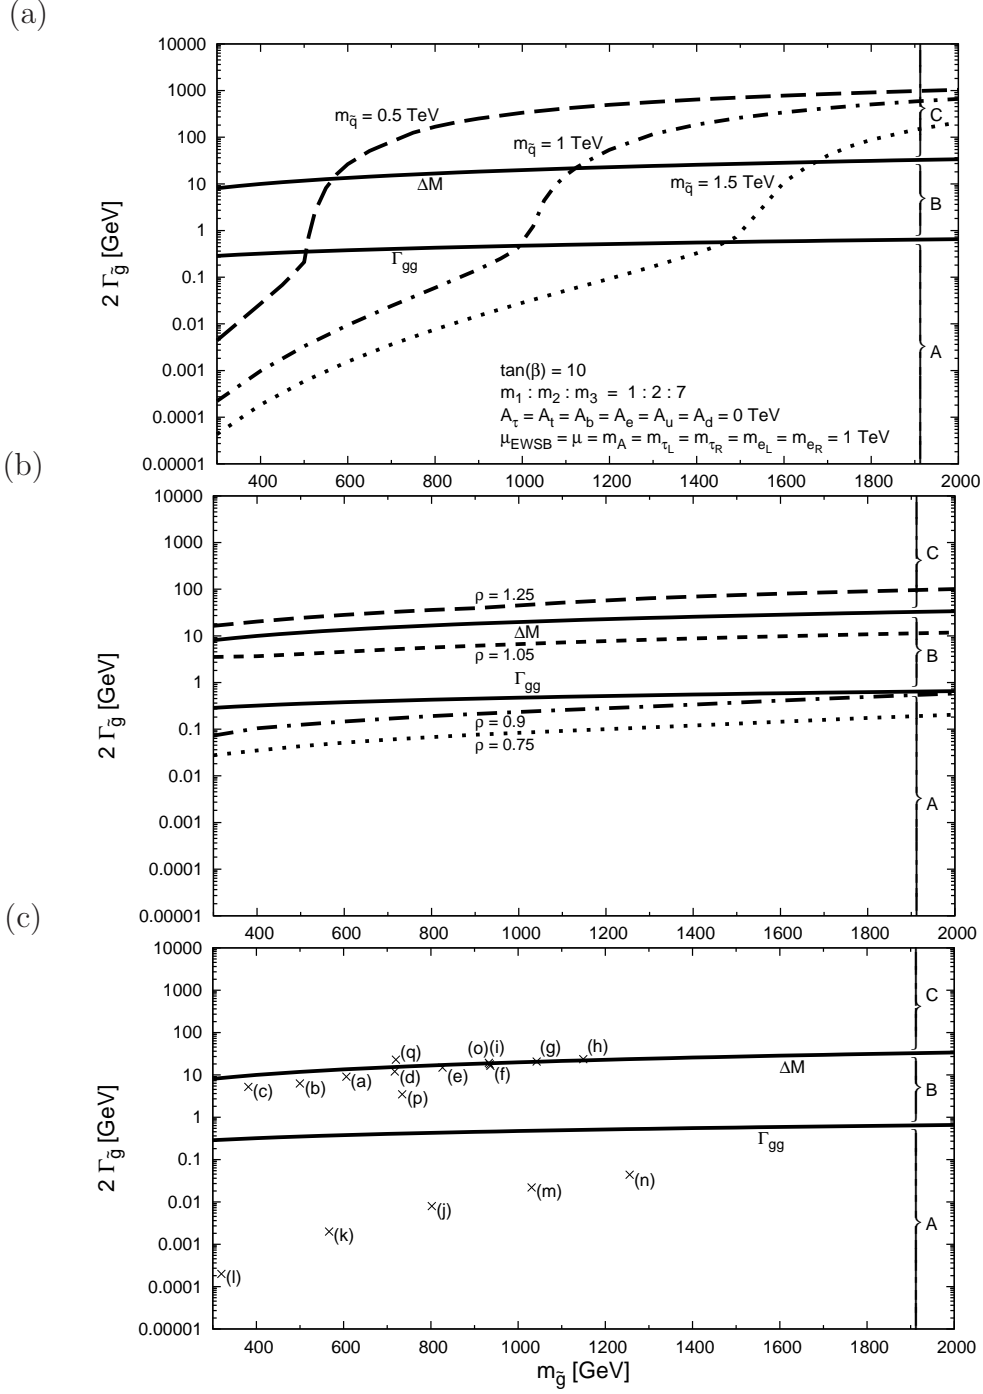 (a)
10000
1000
100
10
1
0.1
0.01
0.001
0.0001
0.00001
2 Γg̃ [GeV]
mq̃ = 0.5 TeV
mq̃ = 1 TeV
mq̃ = 1.5 TeV
ΔM
Γgg
C
B
A
tan(β) = 10
m1 : m2 : m3 = 1 : 2 : 7
Aτ = At = Ab = Ae = Au = Ad = 0 TeV
μEWSB = μ = mA = mτL = mτR = meL = meR = 1 TeV
400 600 800 1000 1200 1400 1600 1800 2000
(b)
10000
1000
100
10
1
0.1
0.01
0.001
0.0001
0.00001
2 Γg̃ [GeV]
ρ = 1.25
ΔM
ρ = 1.05
Γgg
ρ = 0.9
ρ = 0.75
C
B
A
400 600 800 1000 1200 1400 1600 1800 2000
(c)
10000
1000
100
10
1
0.1
0.01
0.001
0.0001
0.00001
2 Γg̃ [GeV]
(q) (o) (i) (g) (h)
(c) (b) (a) (d) (e) (f)
(p)
ΔM
Γgg
(l) (k) (j) (m) (n)
C
B
A
400 600 800 1000 1200 1400 1600 1800 2000
mg̃ [GeV]